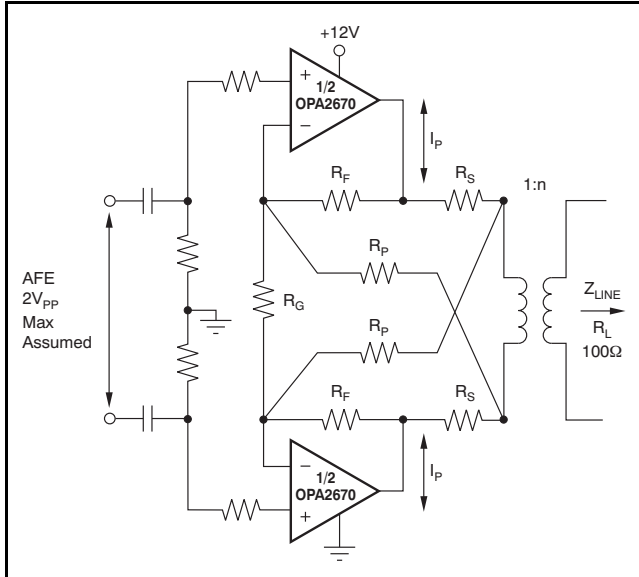 +12V
+
1/2
OPA2670
−
I_P
R_F
R_S
1:n
AFE
2V_PP
Max
Assumed
R_P
R_G
R_P
Z_LINE
R_L
100Ω
R_F
R_S
−
1/2
OPA2670
+
I_P